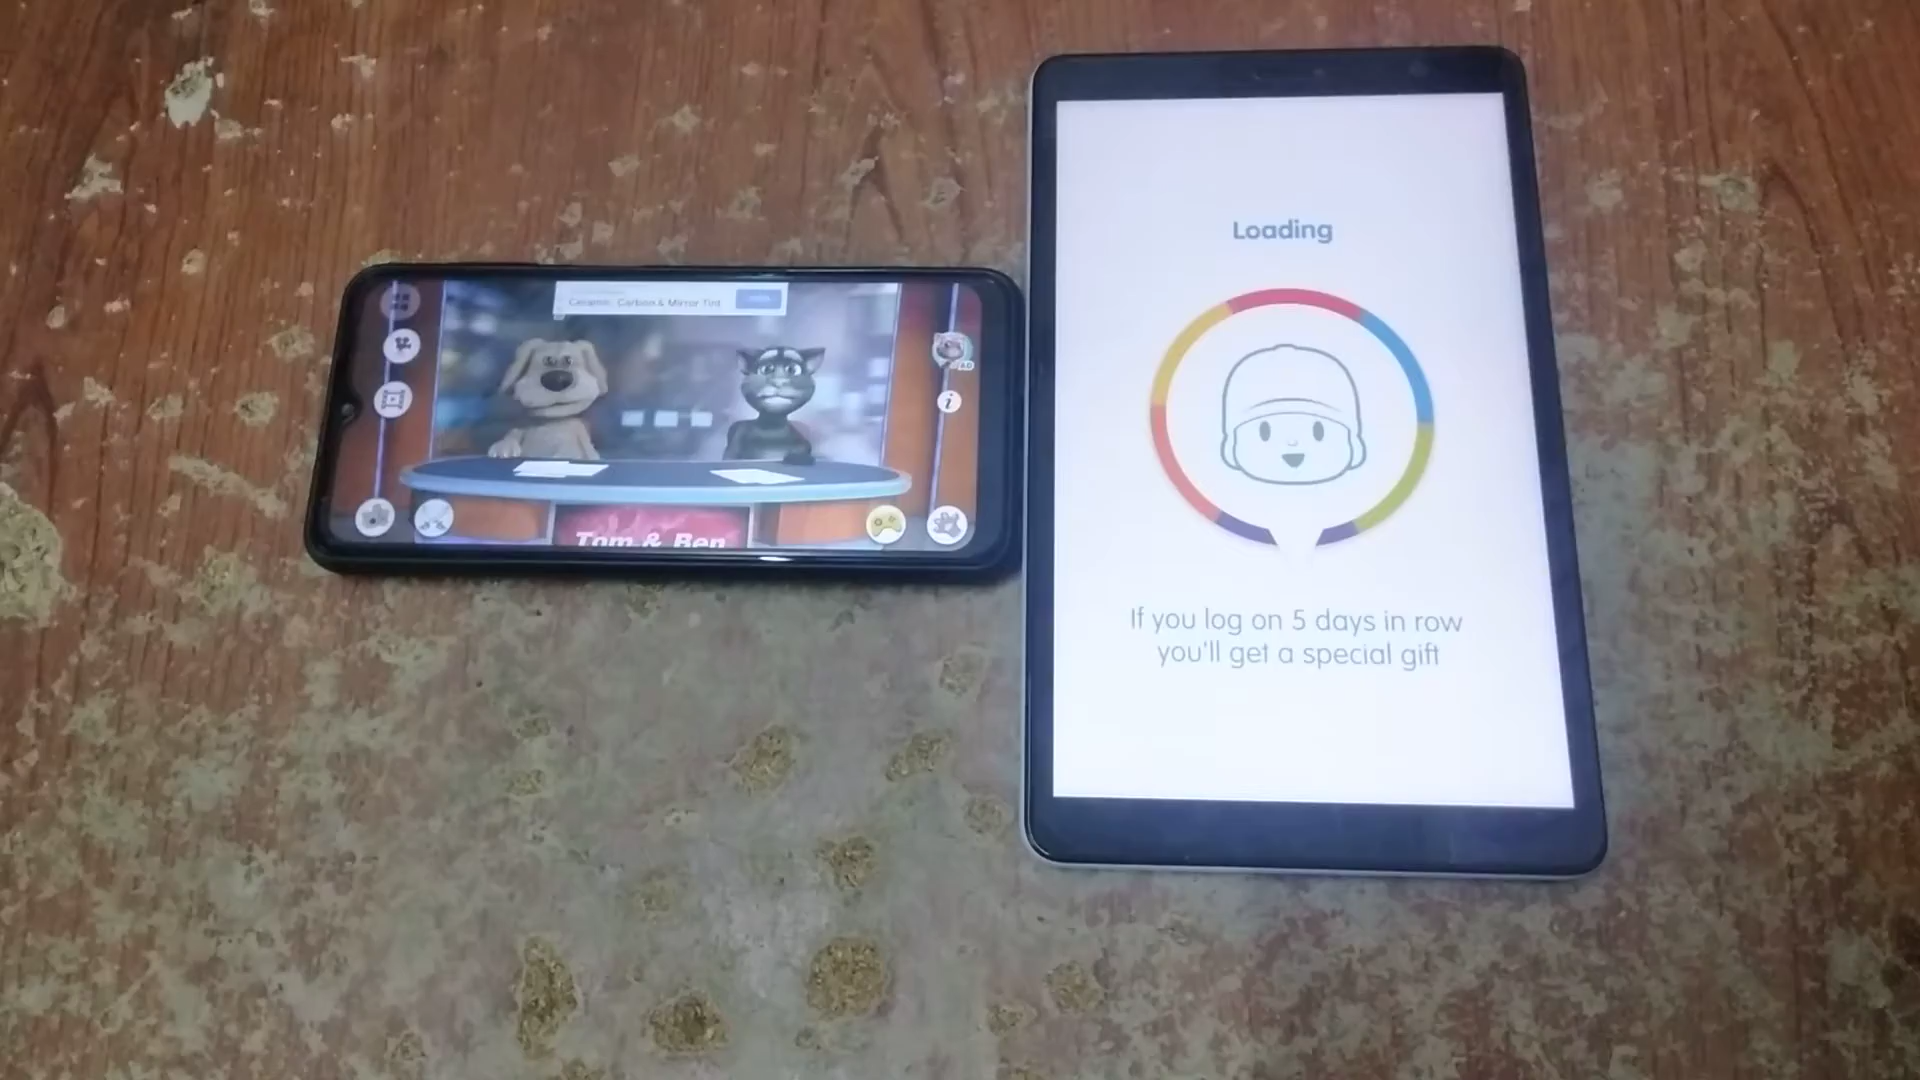 Ceramic, Carbon & Mirror Tint
AD
i
Tom & Ben
Loading
If you log on 5 days in row
you'll get a special gift